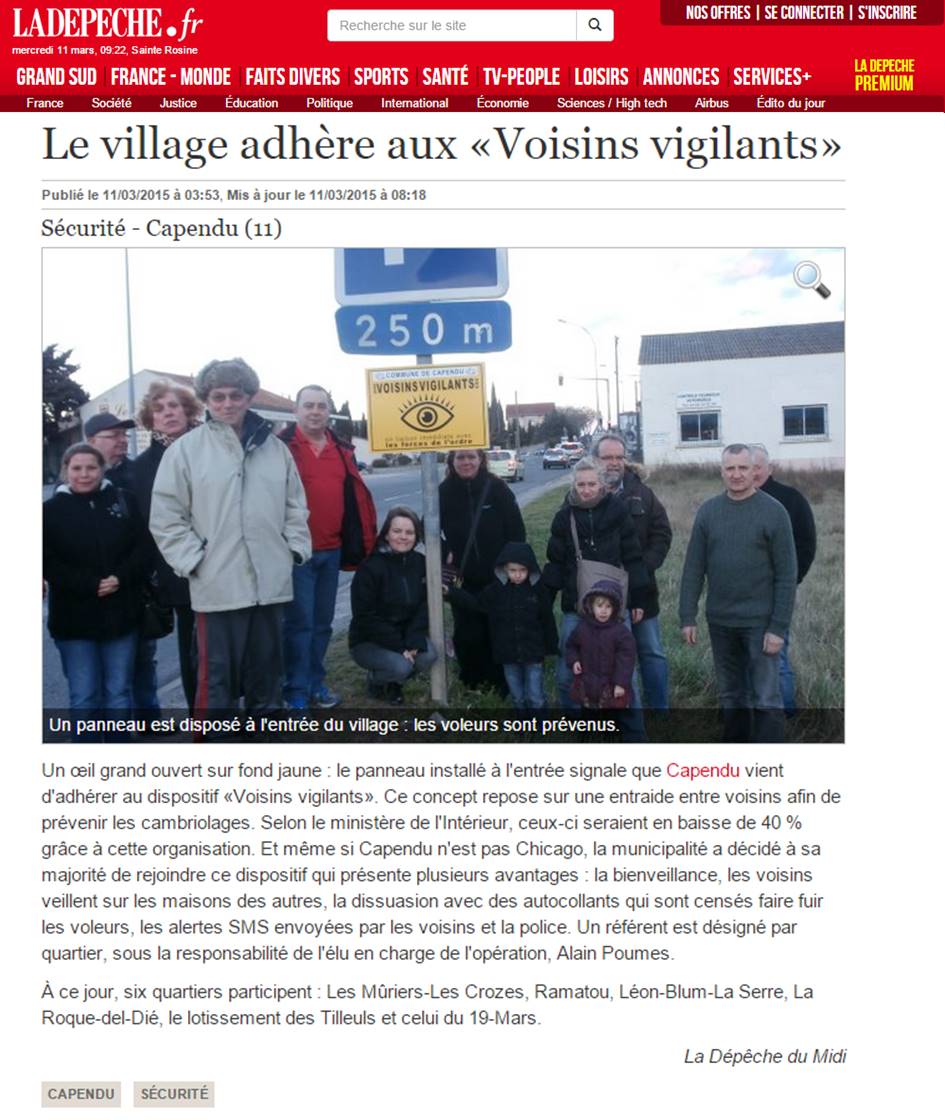 LADEPECHE.fr
mercredi 11 mars, 09:22, Sainte Rosine
Recherche sur le site
NOS OFFRES | SE CONNECTER | S'INSCRIRE
GRAND SUD FRANCE - MONDE FAITS DIVERS SPORTS SANTÉ TV-PEOPLE LOISIRS ANNONCES SERVICES+
LA DEPECHE
PREMIUM
France Société Justice Éducation Politique International Économie Sciences / High tech Airbus Édito du jour
Le village adhère aux «Voisins vigilants»
Publié le 11/03/2015 à 03:53, Mis à jour le 11/03/2015 à 08:18
Sécurité - Capendu (11)
250 m
COMMUNE DE CAPENDU
VOISINS VIGILANTS
en liaison immédiate avec
les forces de l'ordre
Un panneau est disposé à l'entrée du village : les voleurs sont prévenus.
Un œil grand ouvert sur fond jaune : le panneau installé à l'entrée signale que Capendu vient
d'adhérer au dispositif «Voisins vigilants». Ce concept repose sur une entraide entre voisins afin de
prévenir les cambriolages. Selon le ministère de l'Intérieur, ceux-ci seraient en baisse de 40 %
grâce à cette organisation. Et même si Capendu n'est pas Chicago, la municipalité a décidé à sa
majorité de rejoindre ce dispositif qui présente plusieurs avantages : la bienveillance, les voisins
veillent sur les maisons des autres, la dissuasion avec des autocollants qui sont censés faire fuir
les voleurs, les alertes SMS envoyées par les voisins et la police. Un référent est désigné par
quartier, sous la responsabilité de l'élu en charge de l'opération, Alain Poumes.
À ce jour, six quartiers participent : Les Mûriers-Les Crozes, Ramatou, Léon-Blum-La Serre, La
Roque-del-Dié, le lotissement des Tilleuls et celui du 19-Mars.
La Dépêche du Midi
CAPENDU SÉCURITÉ